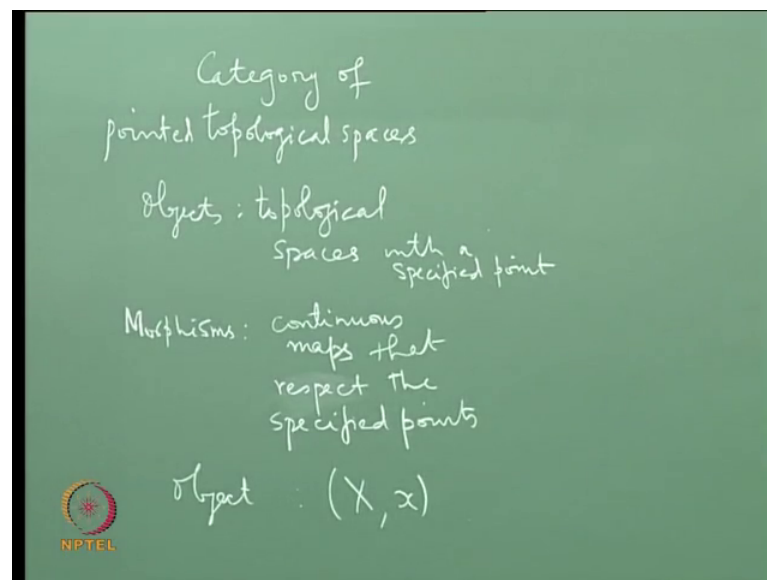 Category of
pointed topological spaces
Objects : topological
spaces with a
specified point
Morphisms : continuous
maps that
respect the
specified points
Object : (X, x)
NPTEL